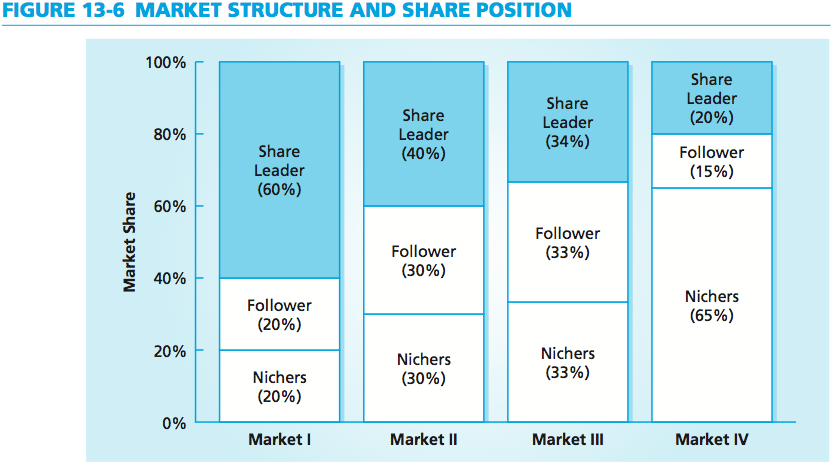 FIGURE 13-6 MARKET STRUCTURE AND SHARE POSITION
Market Share
100%
80%
60%
40%
20%
0%
Share
Leader
(60%)
Follower
(20%)
Nichers
(20%)
Share
Leader
(40%)
Follower
(30%)
Nichers
(30%)
Share
Leader
(34%)
Follower
(33%)
Nichers
(33%)
Share
Leader
(20%)
Follower
(15%)
Nichers
(65%)
Market I
Market II
Market III
Market IV